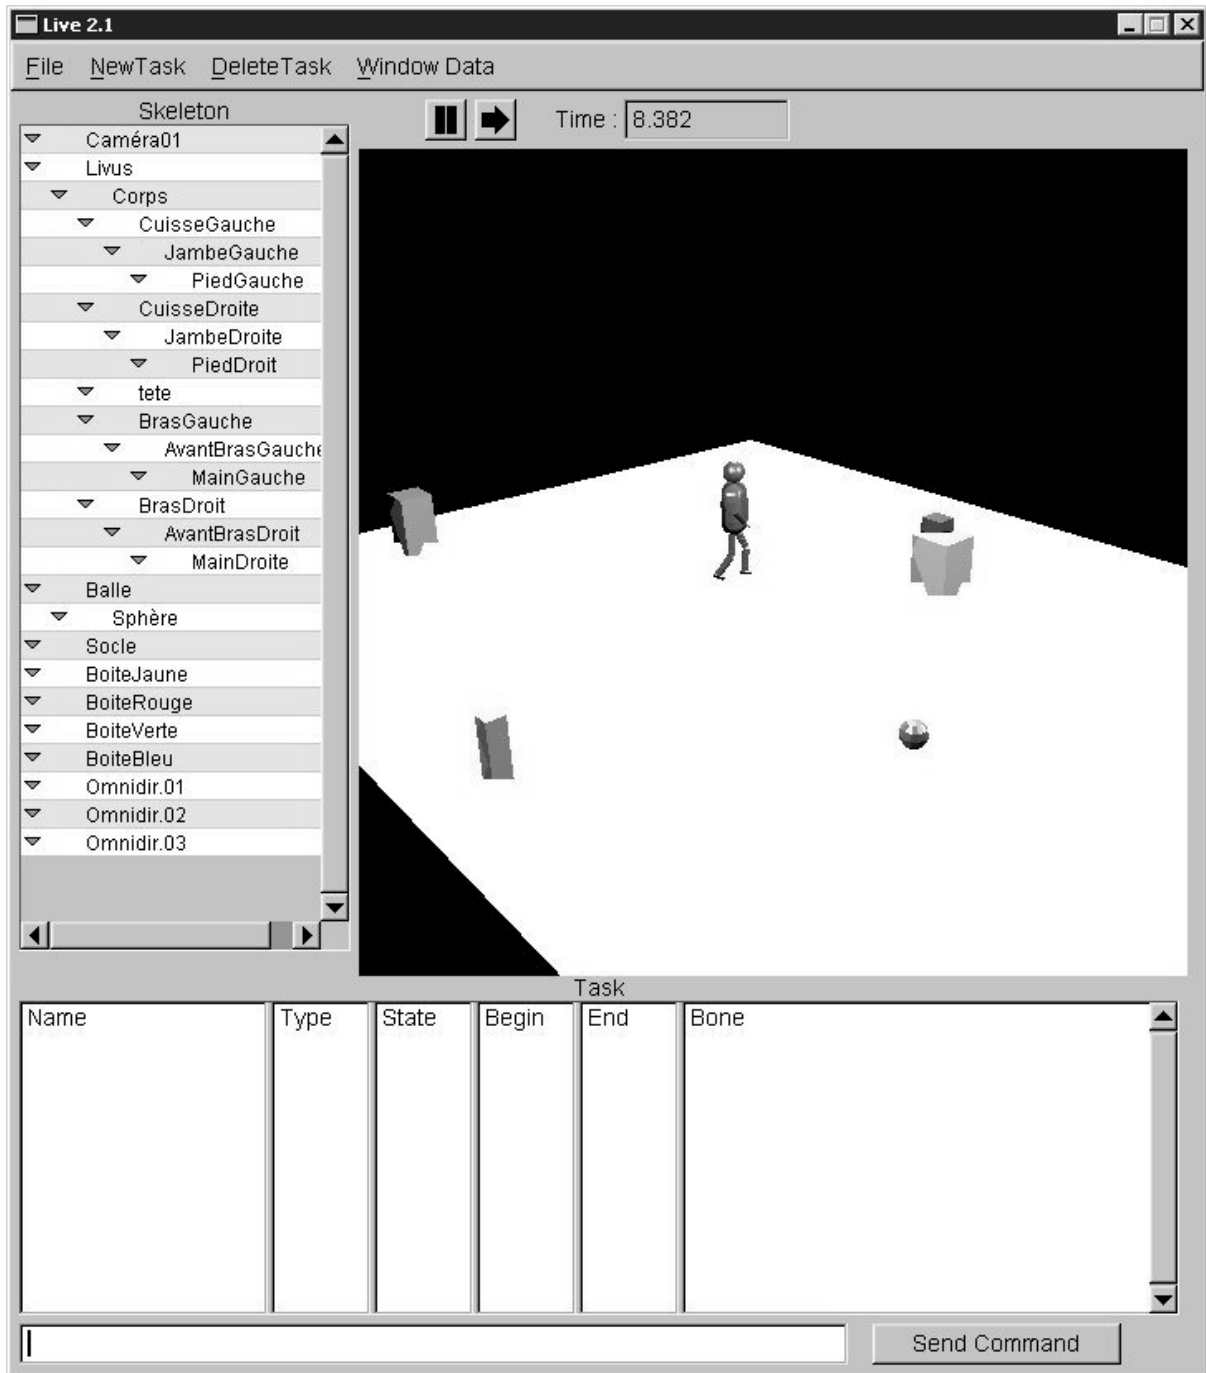 Live 2.1
File NewTask DeleteTask Window Data
Skeleton
Time : 8.382
Caméra01
Livus
Corps
CuisseGauche
JambeGauche
PiedGauche
CuisseDroite
JambeDroite
PiedDroit
tete
BrasGauche
AvantBrasGauche
MainGauche
BrasDroit
AvantBrasDroit
MainDroite
Balle
Sphère
Socle
BoiteJaune
BoiteRouge
BoiteVerte
BoiteBleu
Omnidir.01
Omnidir.02
Omnidir.03
Task
Name Type State Begin End Bone
Send Command